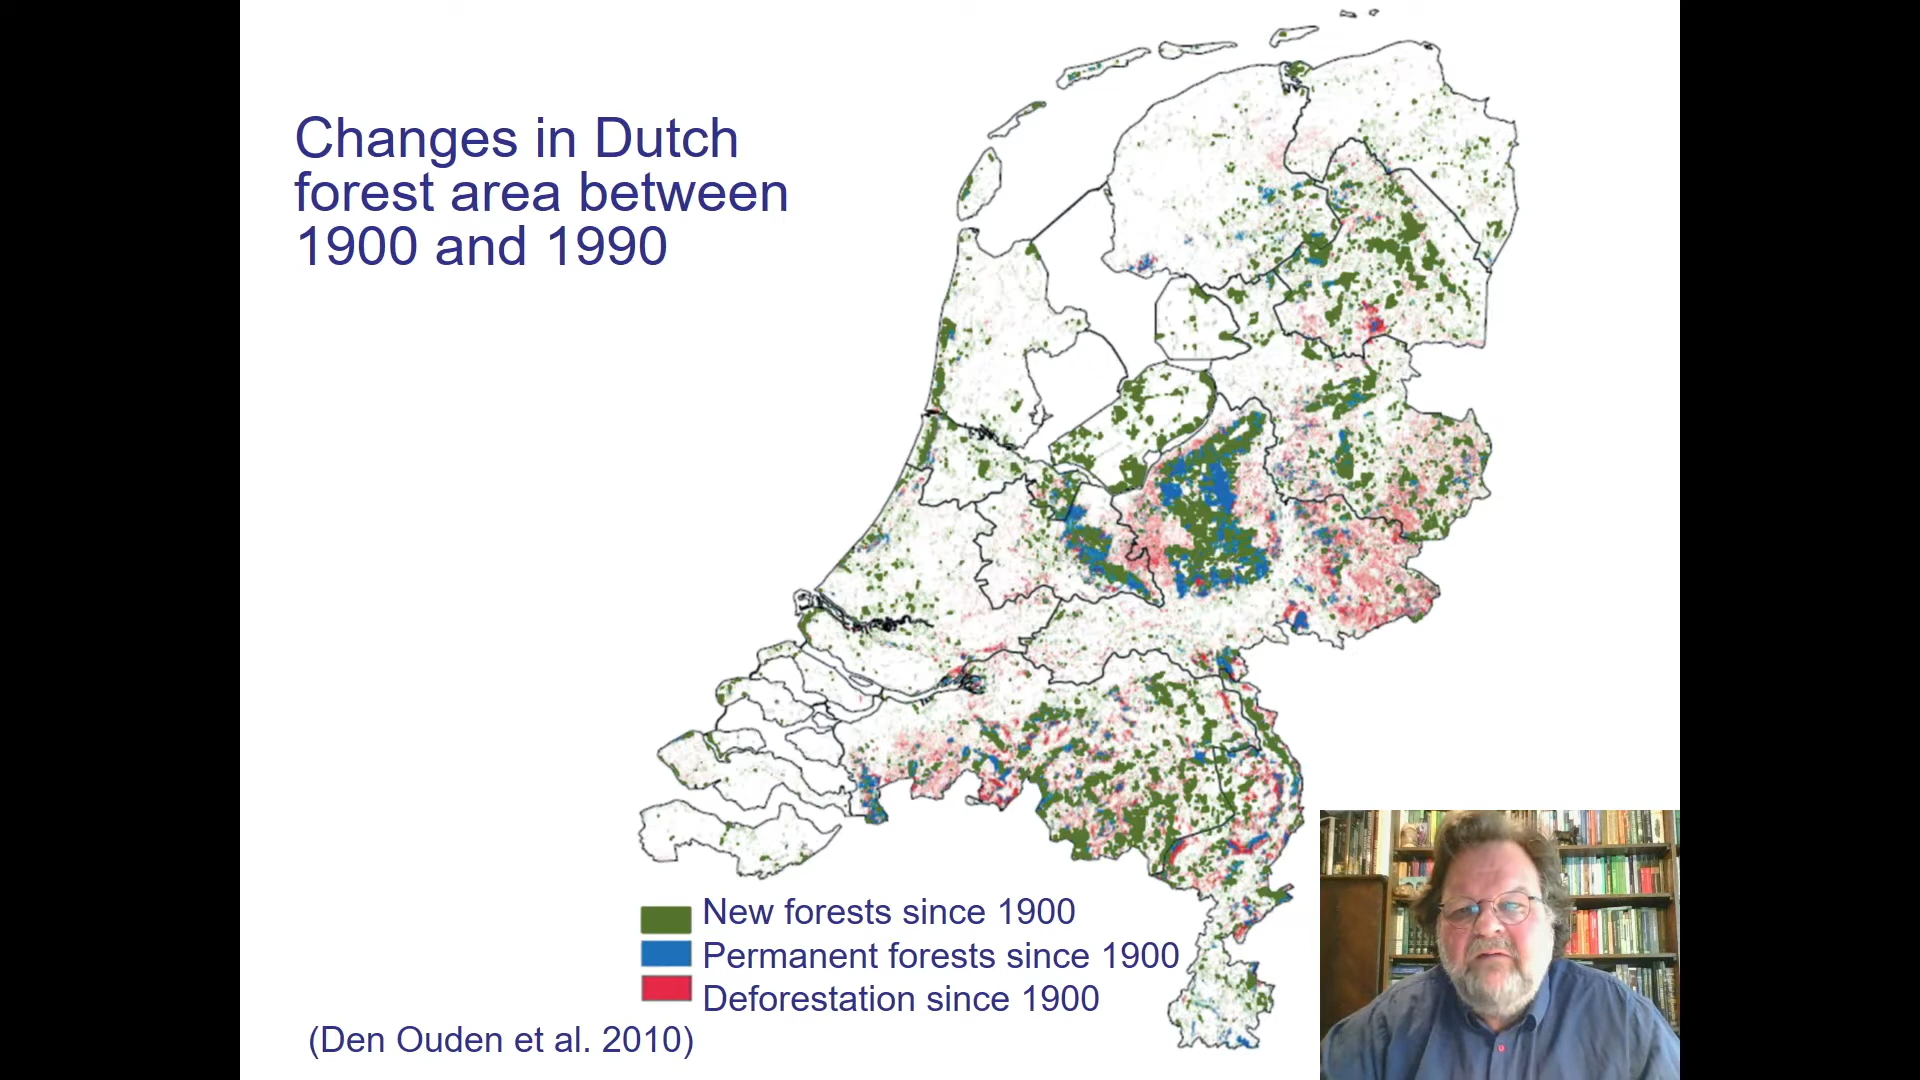 Changes in Dutch
forest area between
1900 and 1990
New forests since 1900
Permanent forests since 1900
Deforestation since 1900
(Den Ouden et al. 2010)